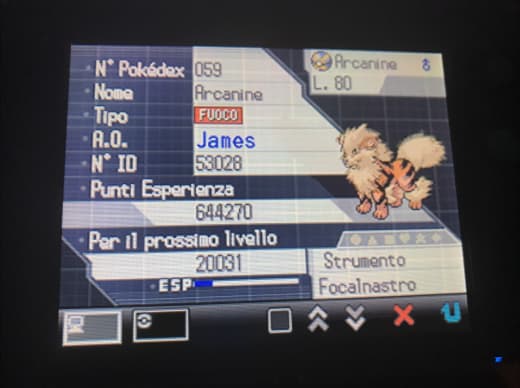 N° Pokédex 059
Arcanine ♂
L. 80
Nome Arcanine
Tipo FUOCO
A.O. James
N° ID 53028
Punti Esperienza
644270
Per il prossimo livello
20031
ESP
Strumento
Focalnastro